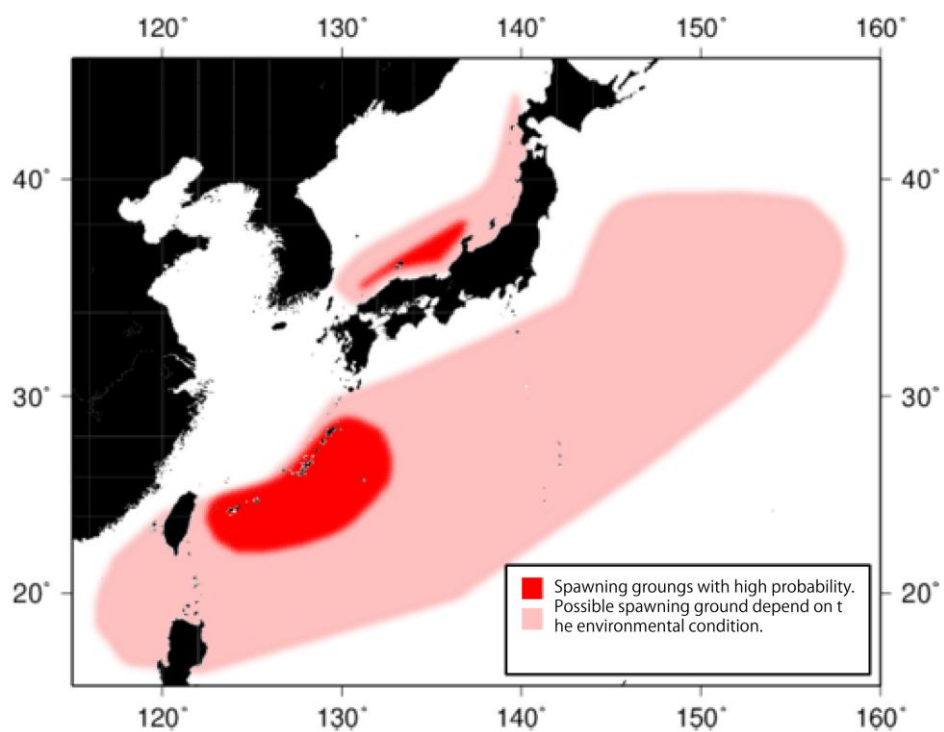 120° 130° 140° 150° 160°
40° 40°
30° 30°
20° 20°
Spawning groungs with high probability.
Possible spawning ground depend on t
he environmental condition.
120° 130° 140° 150° 160°